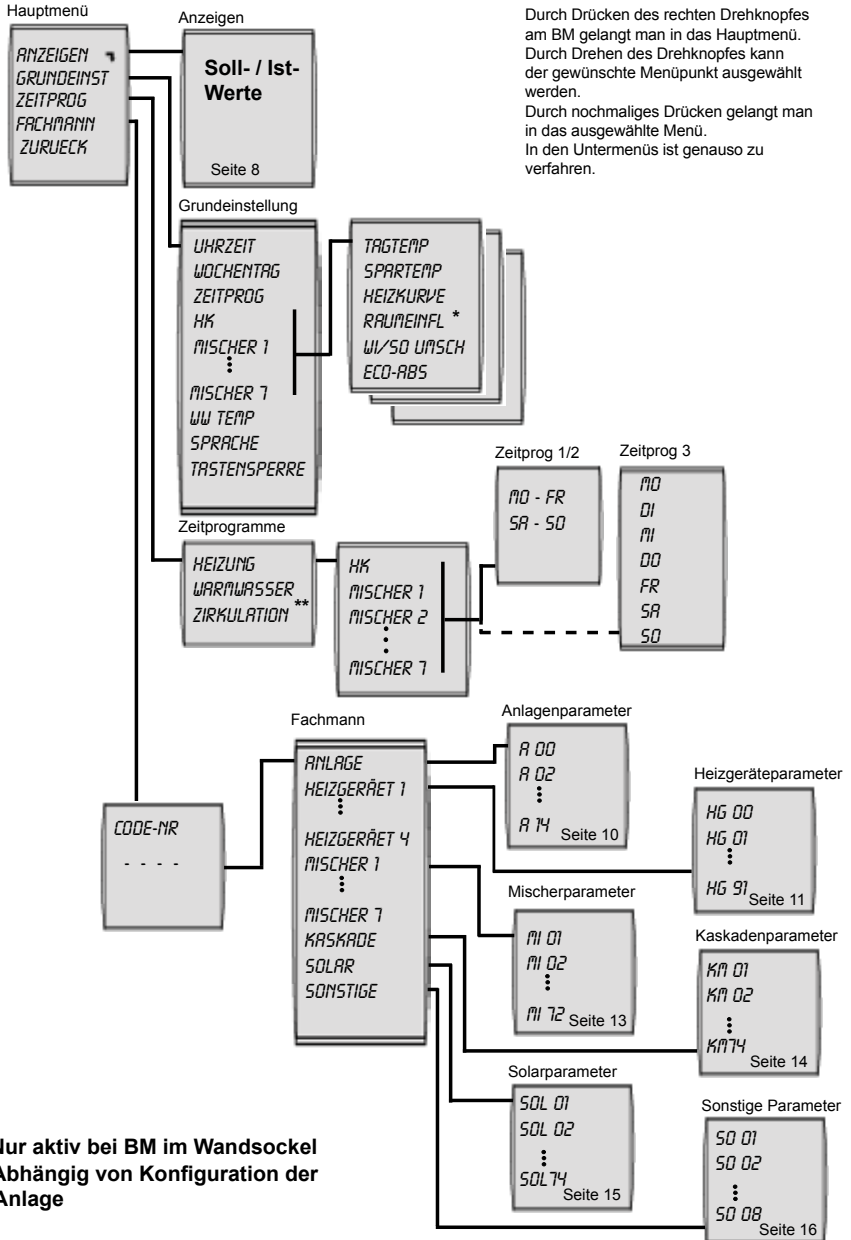 Hauptmenü
ANZEIGEN
GRUNDEINST
ZEITPROG
FACHMANN
ZURUECK
Anzeigen
Soll- / Ist-
Werte
Seite 8
Durch Drücken des rechten Drehknopfes
am BM gelangt man in das Hauptmenü.
Durch Drehen des Drehknopfes kann
der gewünschte Menüpunkt ausgewählt
werden.
Durch nochmaliges Drücken gelangt man
in das ausgewählte Menü.
In den Untermenüs ist genauso zu
verfahren.
Grundeinstellung
UHRZEIT
WOCHENTAG
ZEITPROG
HK
MISCHER 1
MISCHER 7
WW TEMP
SPRACHE
TASTENSPERRE
TAGTEMP
SPARTEMP
HEIZKURVE
RAUMEINFL *
WI/SO UMSCH
ECO-ABS
Zeitprogramme
HEIZUNG
WARMWASSER
ZIRKULATION **
HK
MISCHER 1
MISCHER 2
MISCHER 7
Zeitprog 1/2
MO - FR
SA - SO
Zeitprog 3
MO
DI
MI
DO
FR
SA
SO
CODE-NR
- - - -
Fachmann
ANLAGE
HEIZGERÄET 1
HEIZGERÄET 4
MISCHER 1
MISCHER 7
KASKADE
SOLAR
SONSTIGE
Anlagenparameter
A 00
A 02
A 14
Seite 10
Heizgeräteparameter
HG 00
HG 01
HG 91
Seite 11
Mischerparameter
MI 01
MI 02
MI 72
Seite 13
Kaskadenparameter
KM 01
KM 02
KM74
Seite 14
Solarparameter
SOL 01
SOL 02
SOL74
Seite 15
Sonstige Parameter
SO 01
SO 02
SO 08
Seite 16
Nur aktiv bei BM im Wandsockel
Abhängig von Konfiguration der
Anlage